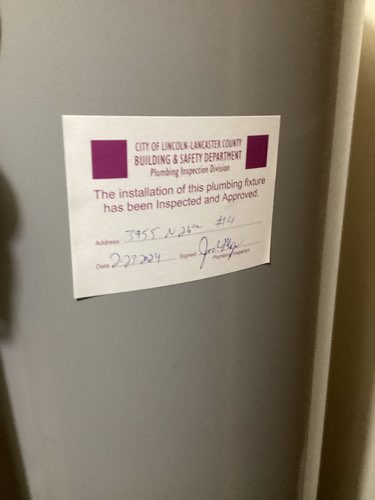 CITY OF LINCOLN-LANCASTER COUNTY
BUILDING & SAFETY DEPARTMENT
Plumbing Inspection Division
The installation of this plumbing fixture
has been Inspected and Approved.
Address: 3955 N 26th #4
Date 2-23-2024 Signed
Plumbing Inspector